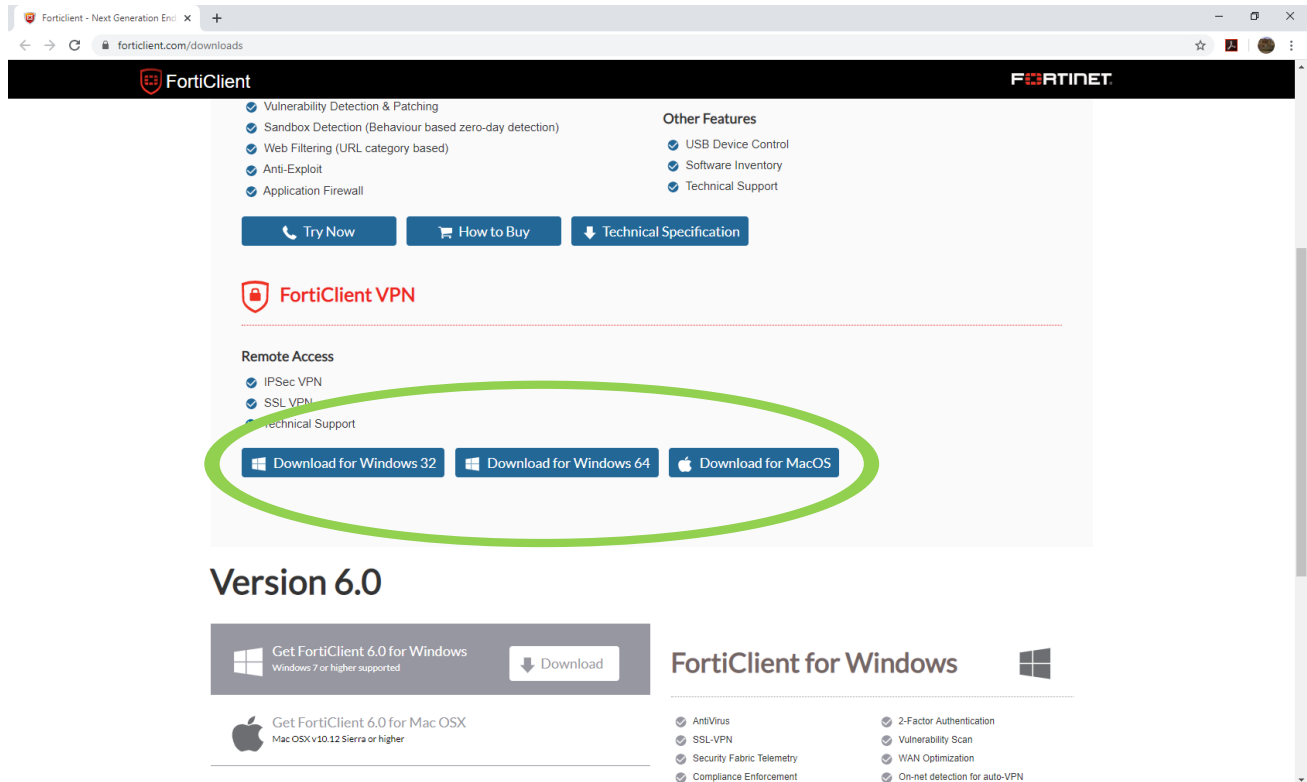 Forticlient - Next Generation End
forticlient.com/downloads
FortiClient
FORTINET
Vulnerability Detection & Patching
Sandbox Detection (Behaviour based zero-day detection)
Web Filtering (URL category based)
Anti-Exploit
Application Firewall
Other Features
USB Device Control
Software Inventory
Technical Support
Try Now
How to Buy
Technical Specification
FortiClient VPN
Remote Access
IPSec VPN
SSL VPN
Technical Support
Download for Windows 32
Download for Windows 64
Download for MacOS
Version 6.0
Get FortiClient 6.0 for Windows
Windows 7 or higher supported
Download
Get FortiClient 6.0 for Mac OSX
Mac OSX v10.12 Sierra or higher
FortiClient for Windows
AntiVirus
SSL-VPN
Security Fabric Telemetry
Compliance Enforcement
2-Factor Authentication
Vulnerability Scan
WAN Optimization
On-net detection for auto-VPN